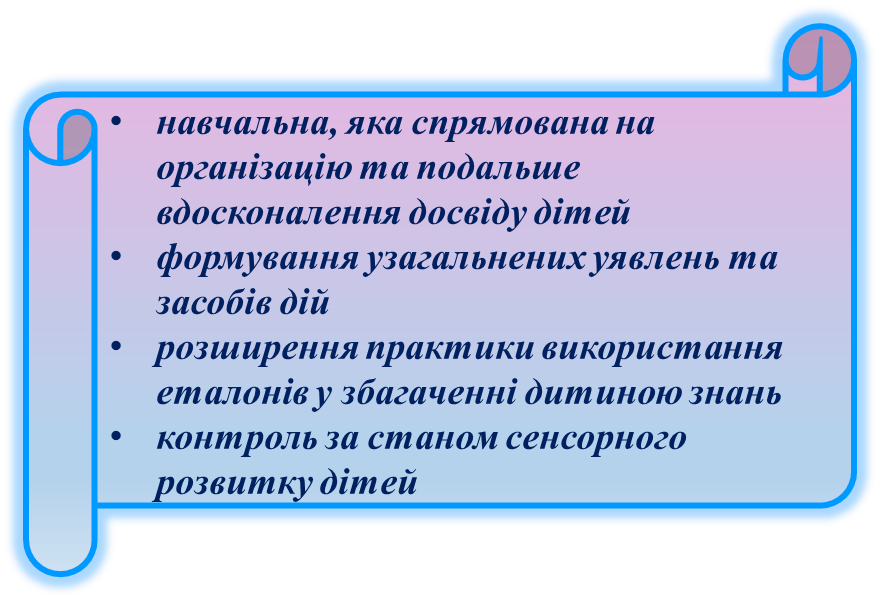 • навчальна, яка спрямована на
організацію та подальше
вдосконалення досвіду дітей
• формування узагальнених уявлень та
засобів дій
• розширення практики використання
еталонів у збагаченні дитиною знань
• контроль за станом сенсорного
розвитку дітей